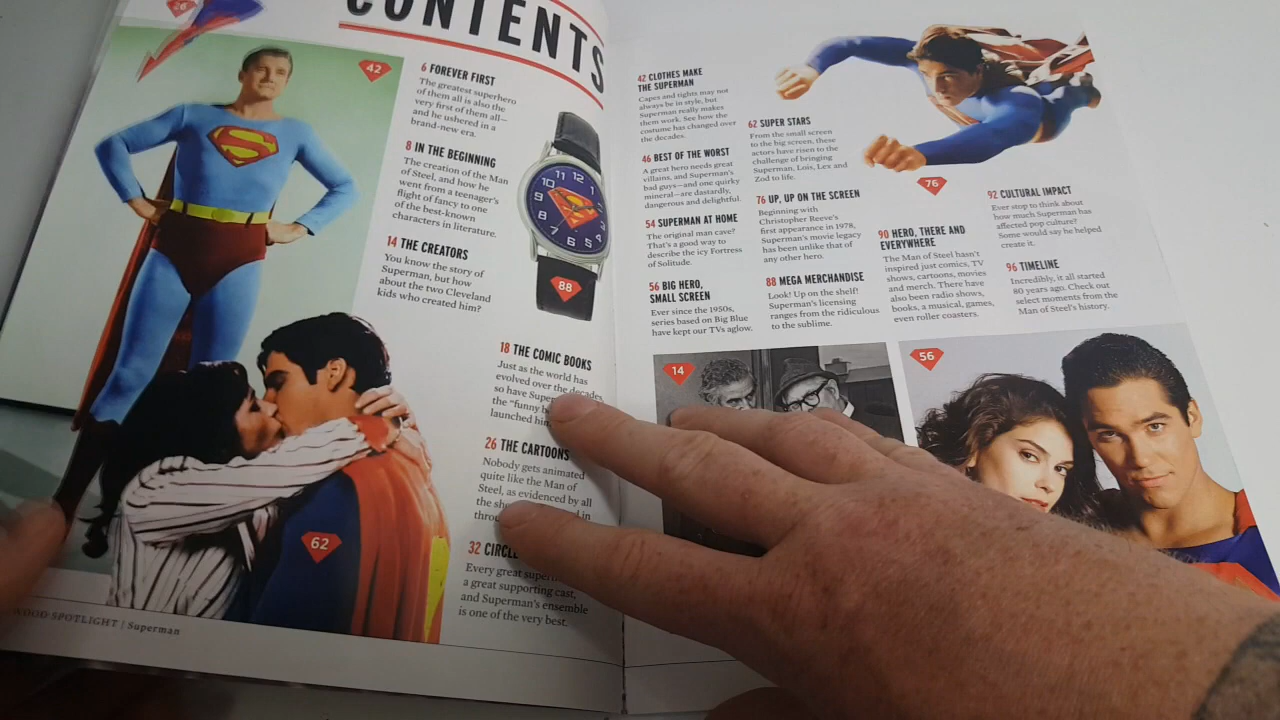 26
CONTENTS
42
6 FOREVER FIRST
The greatest superhero
of them all is also the
very first of them all—
and he ushered in a
brand-new era.
8 IN THE BEGINNING
The creation of the Man
of Steel, and how he
went from a teenager's
flight of fancy to one
of the best-known
characters in literature.
14 THE CREATORS
You know the story of
Superman, but how
about the two Cleveland
kids who created him?
11 12 1
10
9
8
7 6 5
88
18 THE COMIC BOOKS
Just as the world has
evolved over the decades,
so have
the "funny
launched
26 THE CARTOONS
Nobody gets animated
quite like the Man of
Steel, as evidenced by all
the
32
Every great
a great supporting cast,
and Superman's ensemble
is one of the very best.
62
SPOTLIGHT | Superman
42 CLOTHES MAKE
THE SUPERMAN
Capes and tights may not
always be in style, but
Superman really makes
them work. See how the
costume has changed over
the decades.
46 BEST OF THE WORST
A great hero needs great
villains, and Superman's
bad guys—and one quirky
mineral—are dastardly,
dangerous and delightful.
54 SUPERMAN AT HOME
The original man cave?
That's a good way to
describe the icy Fortress
of Solitude.
56 BIG HERO,
SMALL SCREEN
Ever since the 1950s,
series based on Big Blue
have kept our TVs aglow.
62 SUPER STARS
From the small screen
to the big screen, these
actors have risen to the
challenge of bringing
Superman, Lois, Lex and
Zod to life.
76 UP, UP ON THE SCREEN
Beginning with
Christopher Reeve's
first appearance in 1978,
Superman's movie legacy
has been unlike that of
any other hero.
88 MEGA MERCHANDISE
Look! Up on the shelf!
Superman's licensing
ranges from the ridiculous
to the sublime.
76
90 HERO, THERE AND
EVERYWHERE
The Man of Steel hasn't
inspired just comics, TV
shows, cartoons, movies
and merch. There have
also been radio shows,
books, a musical, games,
even roller coasters.
92 CULTURAL IMPACT
Ever stop to think about
how much Superman has
affected pop culture?
Some would say he helped
create it.
96 TIMELINE
Incredibly, it all started
80 years ago. Check out
select moments from the
Man of Steel's history.
14
56